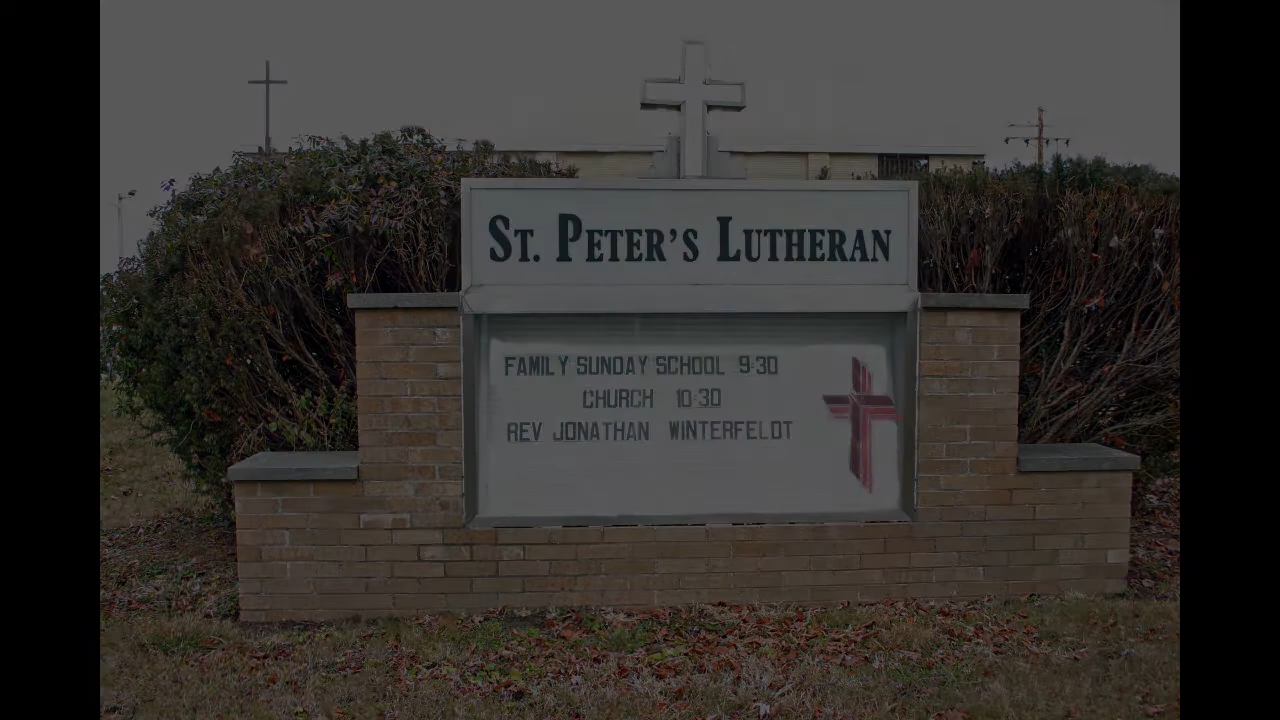 ST. PETER'S LUTHERAN
FAMILY SUNDAY SCHOOL 9:30
CHURCH 10:30
REV JONATHAN WINTERFELDT